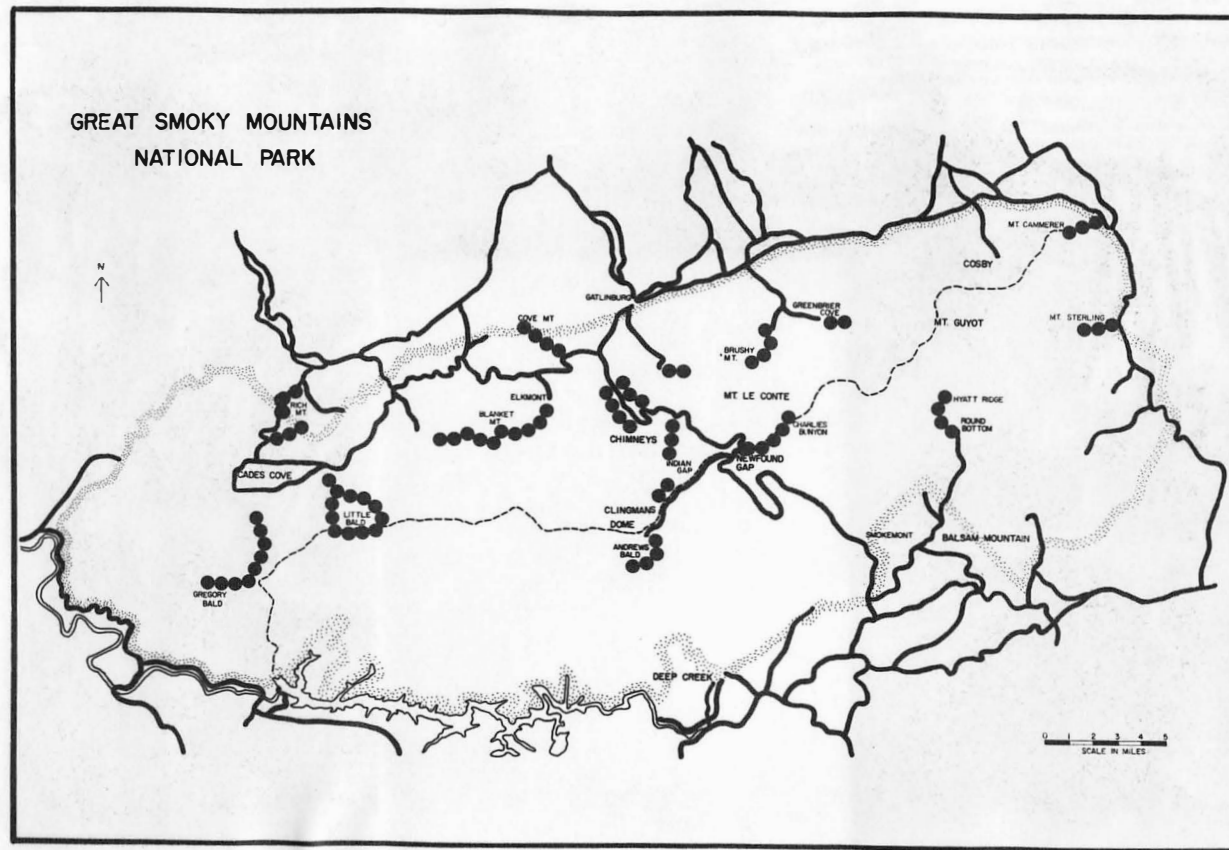 GREAT SMOKY MOUNTAINS
NATIONAL PARK
N
MT. CAMMERER
COSBY
GATLINBURG
GREENBRIER
COVE
COVE MT
MT. GUYOT
MT. STERLING
BRUSHY
MT.
ELKMONT
MT. LE CONTE
HYATT RIDGE
RICH
MT
BLANKET
MT
CHARLIES
BUNYON
ROUND
BOTTOM
CHIMNEYS
NEWFOUND
GAP
INDIAN
GAP
CADES COVE
CLINGMANS
DOME
LITTLE
BALD
SMOKEMONT
BALSAM MOUNTAIN
ANDREWS
BALD
GREGORY
BALD
DEEP CREEK
0 1 2 3 4 5
SCALE IN MILES